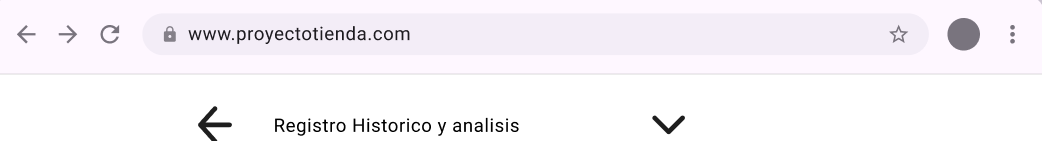 www.proyectotienda.com
Registro Historico y analisis